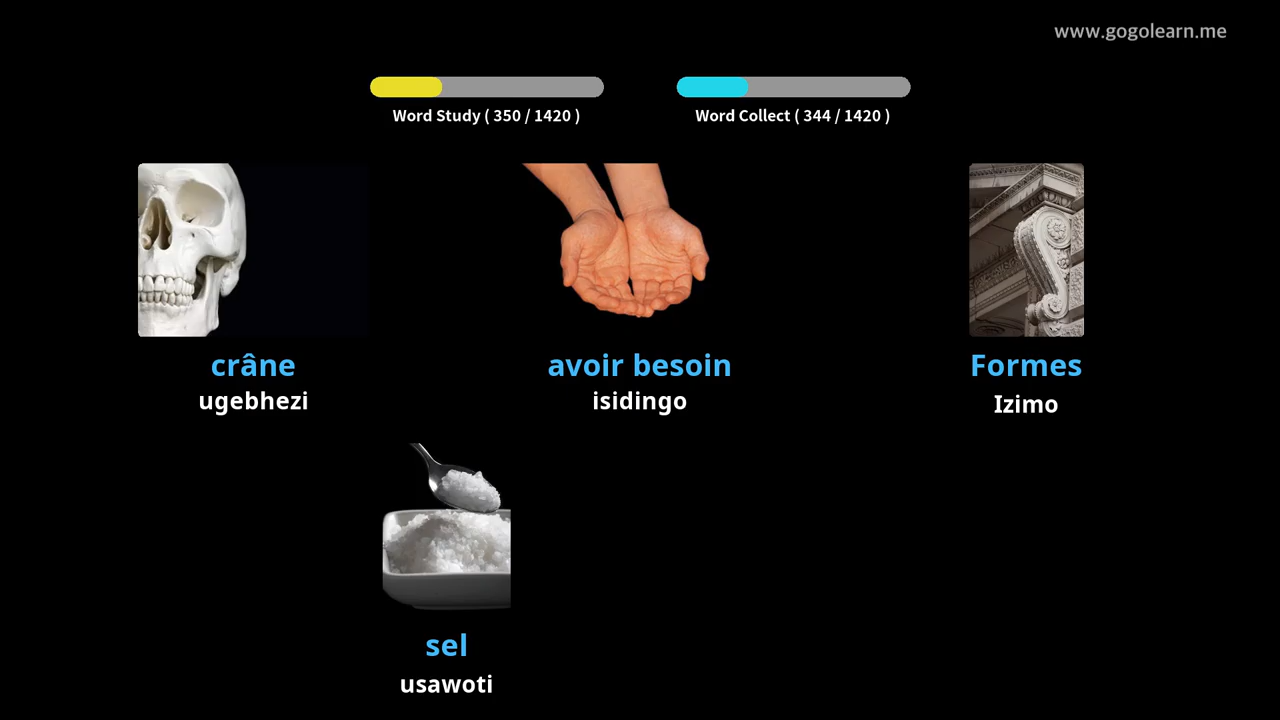 www.gogolearn.me
Word Study ( 350 / 1420 )
Word Collect ( 344 / 1420 )
crâne
ugebhezi
avoir besoin
isidingo
Formes
Izimo
sel
usawoti